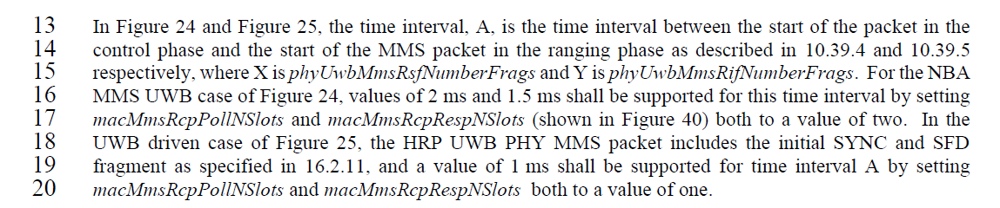 13 In Figure 24 and Figure 25, the time interval, A, is the time interval between the start of the packet in the
14 control phase and the start of the MMS packet in the ranging phase as described in 10.39.4 and 10.39.5
15 respectively, where X is phyUwbMmsRsfNumberFrags and Y is phyUwbMmsRifNumberFrags. For the NBA
16 MMS UWB case of Figure 24, values of 2 ms and 1.5 ms shall be supported for this time interval by setting
17 macMmsRcpPollNSlots and macMmsRcpRespNSlots (shown in Figure 40) both to a value of two. In the
18 UWB driven case of Figure 25, the HRP UWB PHY MMS packet includes the initial SYNC and SFD
19 fragment as specified in 16.2.11, and a value of 1 ms shall be supported for time interval A by setting
20 macMmsRcpPollNSlots and macMmsRcpRespNSlots both to a value of one.